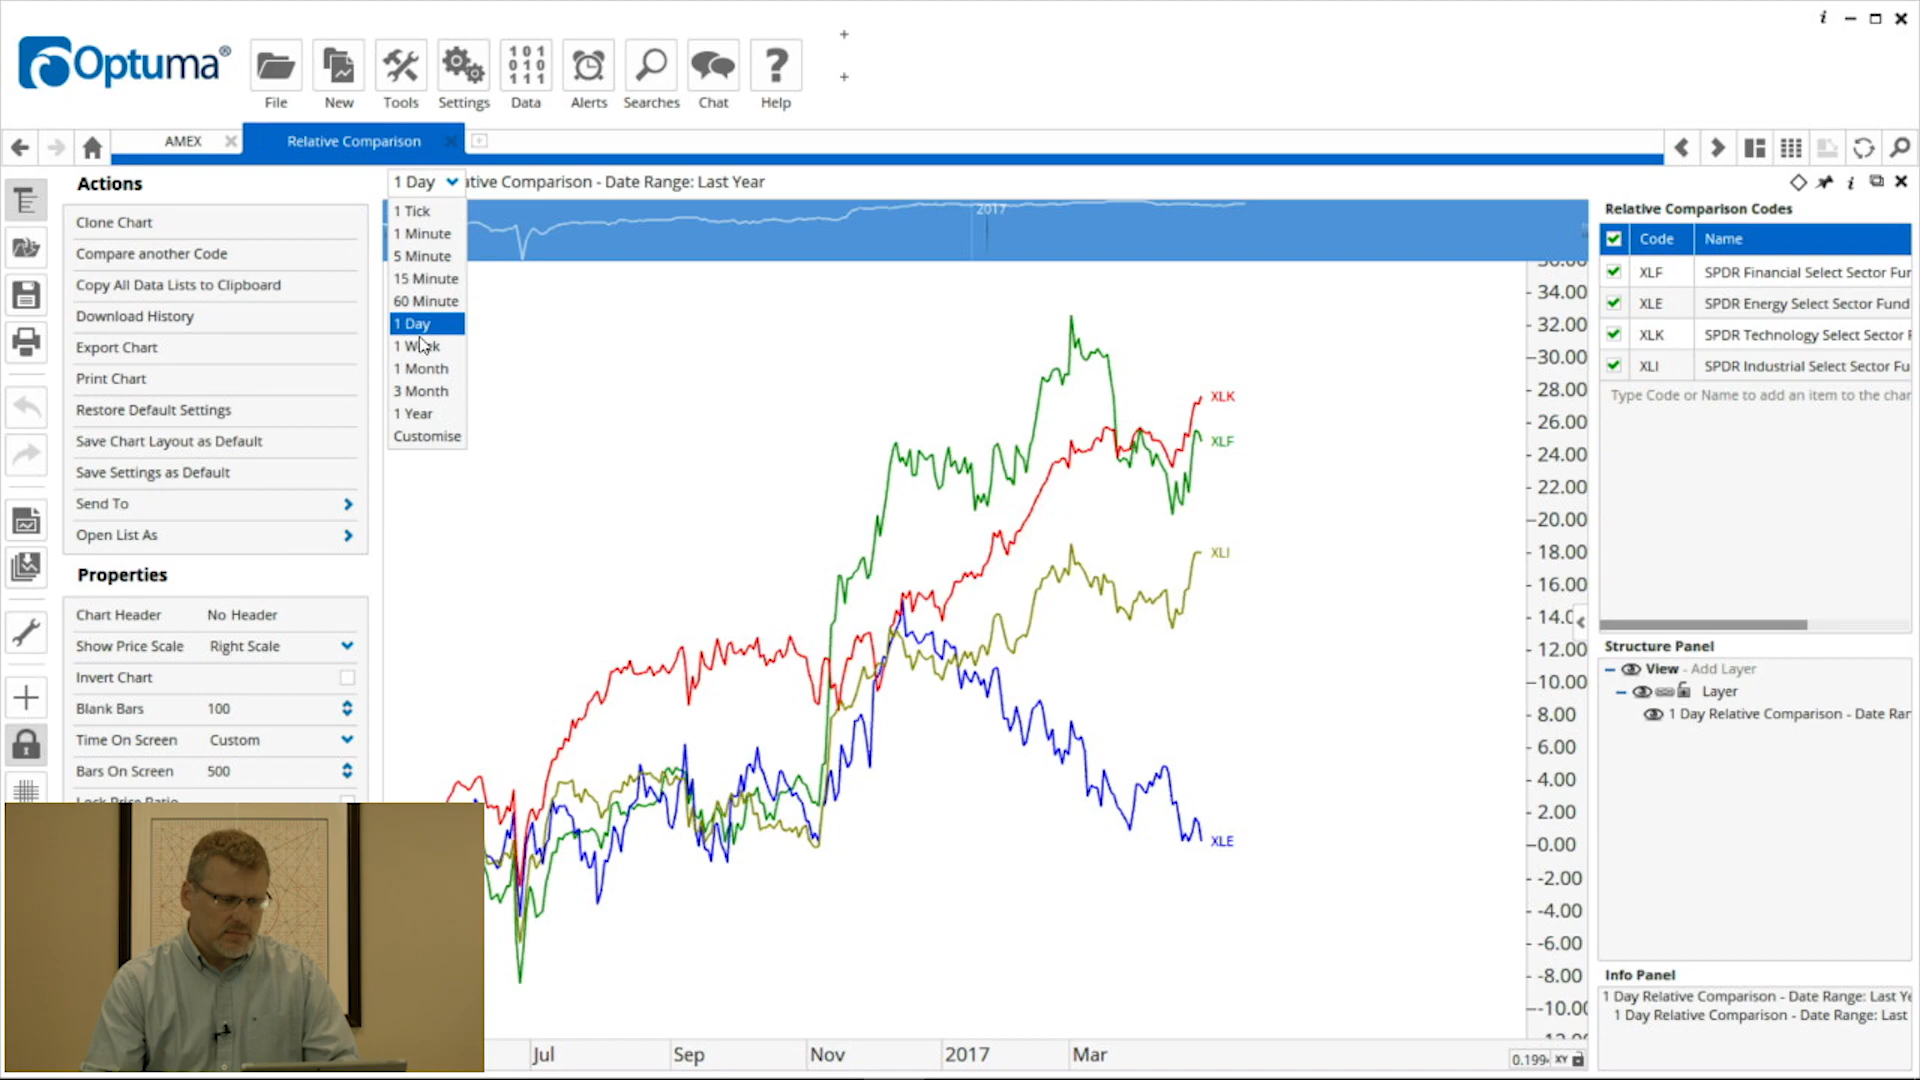 i
Optuma®
File New Tools Settings Data Alerts Searches Chat Help
AMEX Relative Comparison
Actions
Clone Chart
Compare another Code
Copy All Data Lists to Clipboard
Download History
Export Chart
Print Chart
Restore Default Settings
Save Chart Layout as Default
Save Settings as Default
Send To
Open List As
Properties
Chart Header No Header
Show Price Scale Right Scale
Invert Chart
Blank Bars 100
Time On Screen Custom
Bars On Screen 500
1 Day
ative Comparison - Date Range: Last Year
1 Tick
1 Minute
5 Minute
15 Minute
60 Minute
1 Day
1 Week
1 Month
3 Month
1 Year
Customise
2017
34.00
32.00
30.00
28.00
26.00
24.00
22.00
20.00
18.00
16.00
14.0
12.00
10.00
8.00
6.00
4.00
2.00
0.00
-2.00
-4.00
-6.00
-8.00
-10.00
XLK
XLF
XLI
XLE
Jul Sep Nov 2017 Mar
0.199 XY
Relative Comparison Codes
Code Name
XLF SPDR Financial Select Sector Fur
XLE SPDR Energy Select Sector Fund
XLK SPDR Technology Select Sector F
XLI SPDR Industrial Select Sector Fu
Type Code or Name to add an item to the char
Structure Panel
View - Add Layer
Layer
1 Day Relative Comparison - Date Ran
Info Panel
1 Day Relative Comparison - Date Range: Last Ye
1 Day Relative Comparison - Date Range: Last